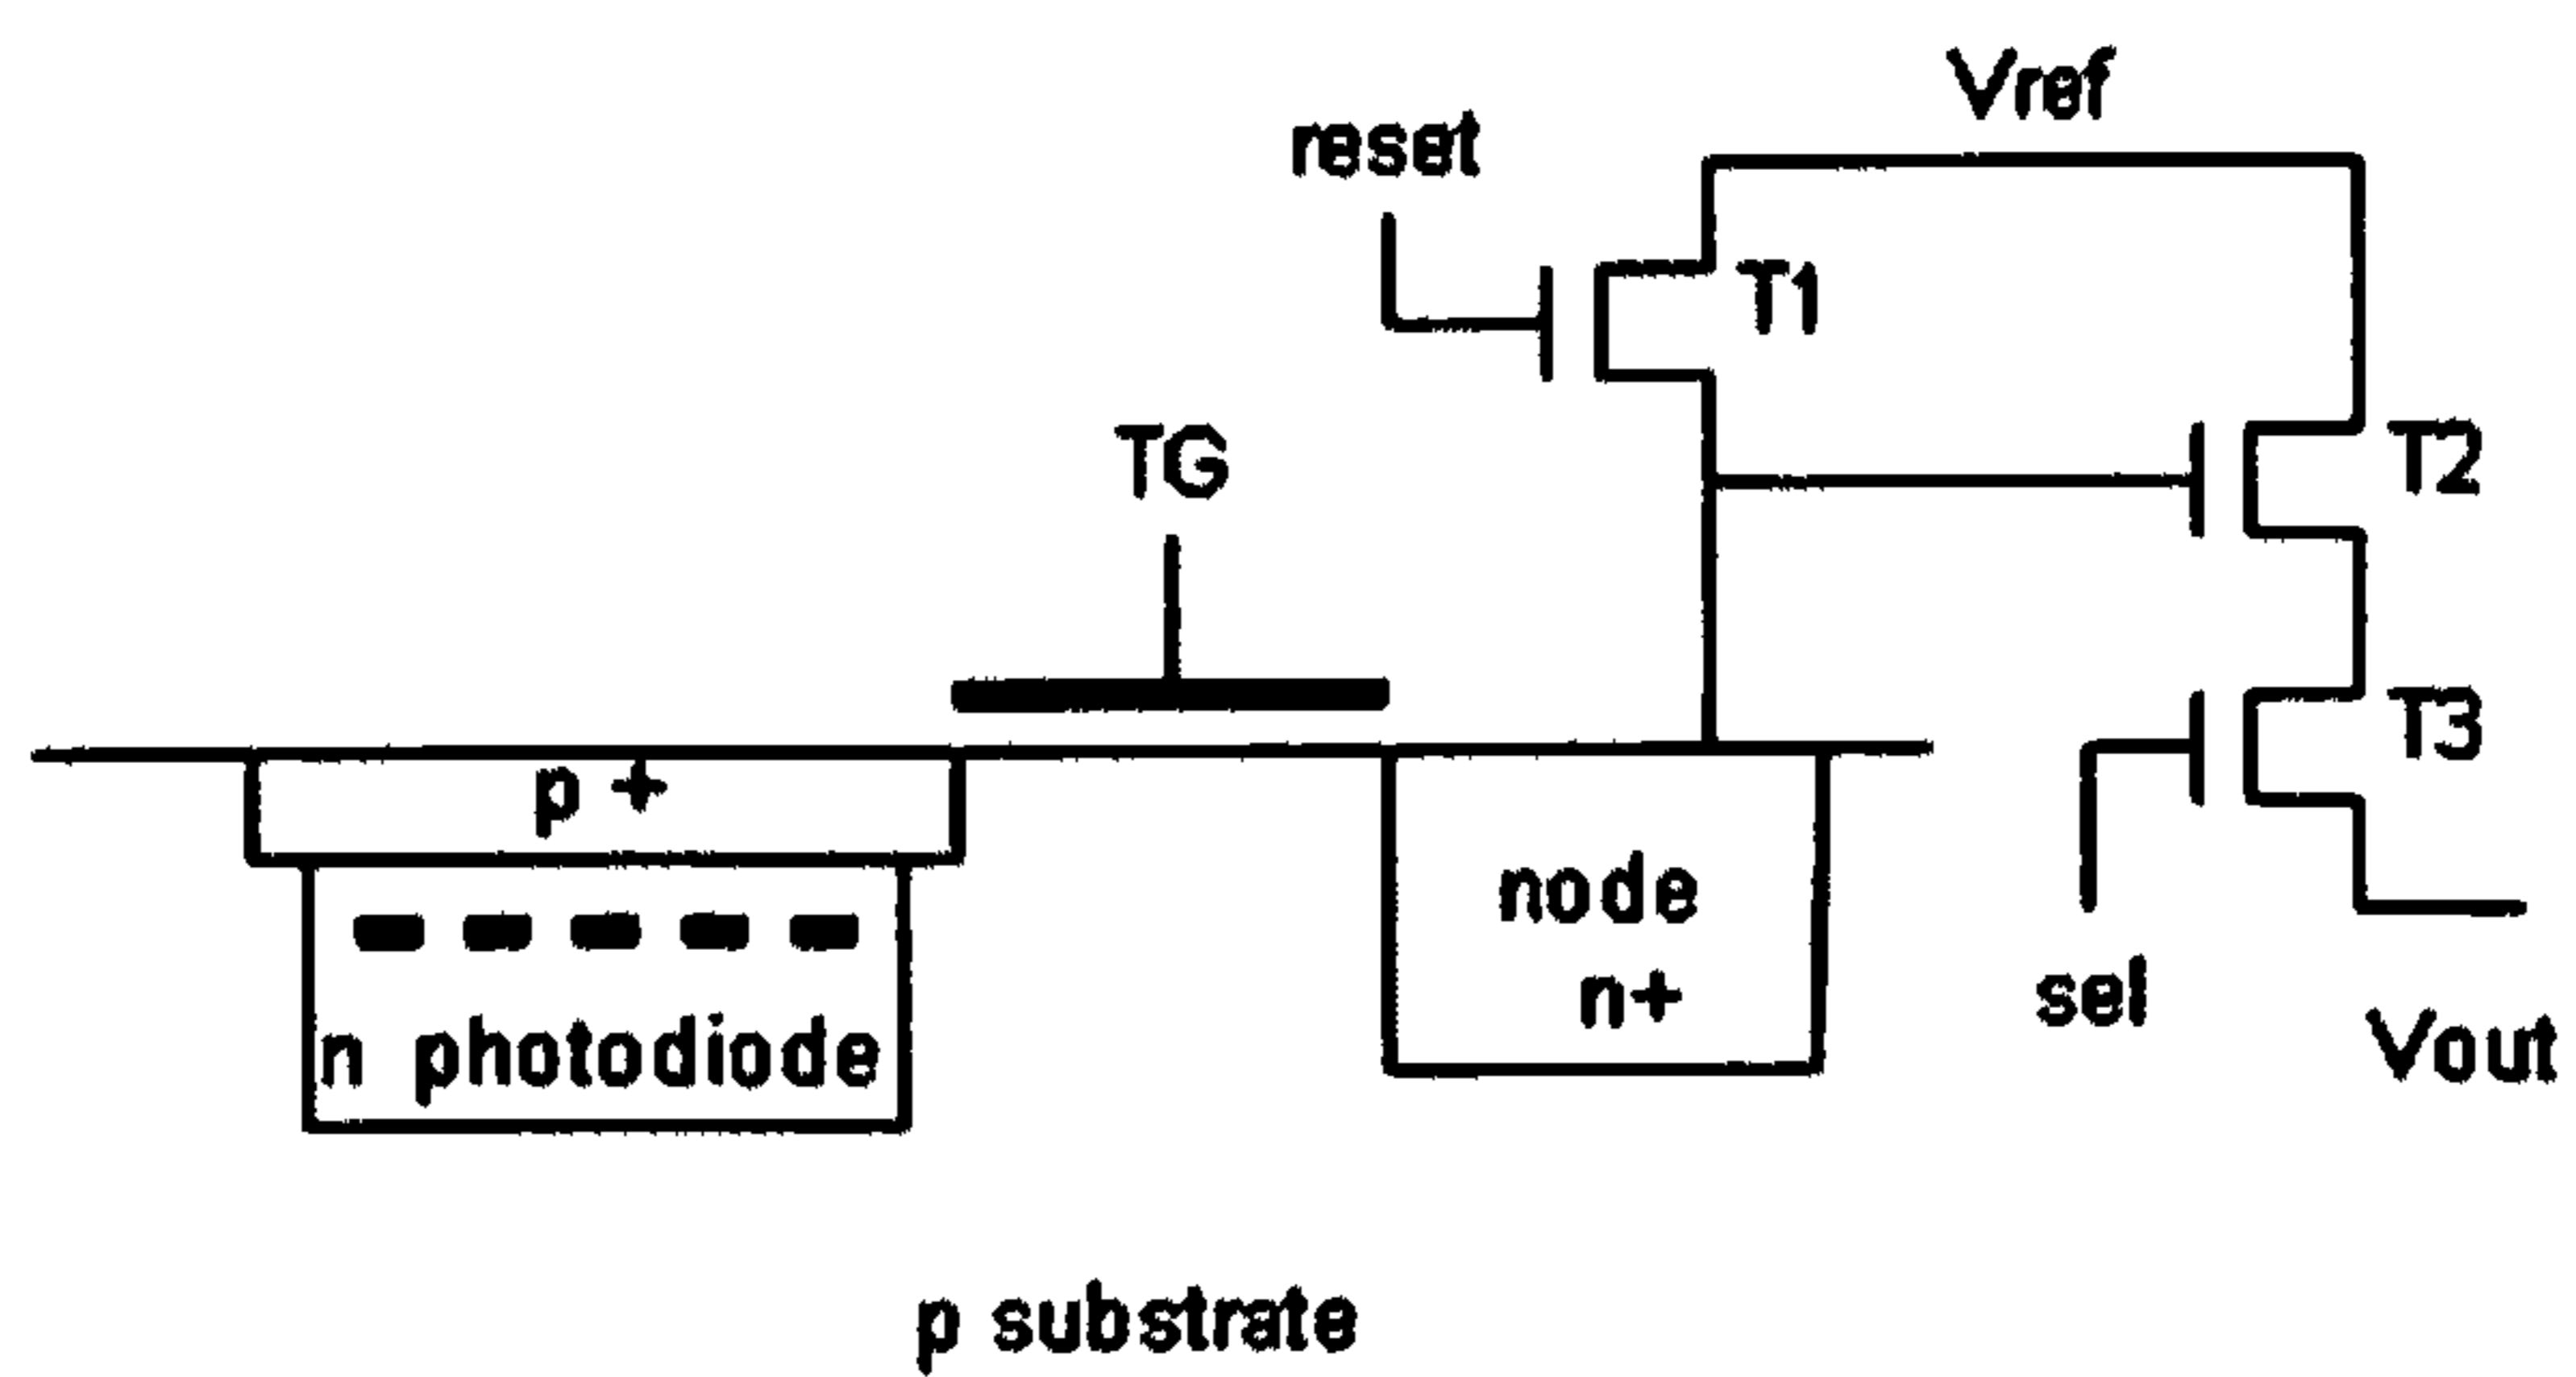 Vref
reset
T1
TG
T2
T3
p +
node
n+
sel
n photodiode
Vout
p substrate